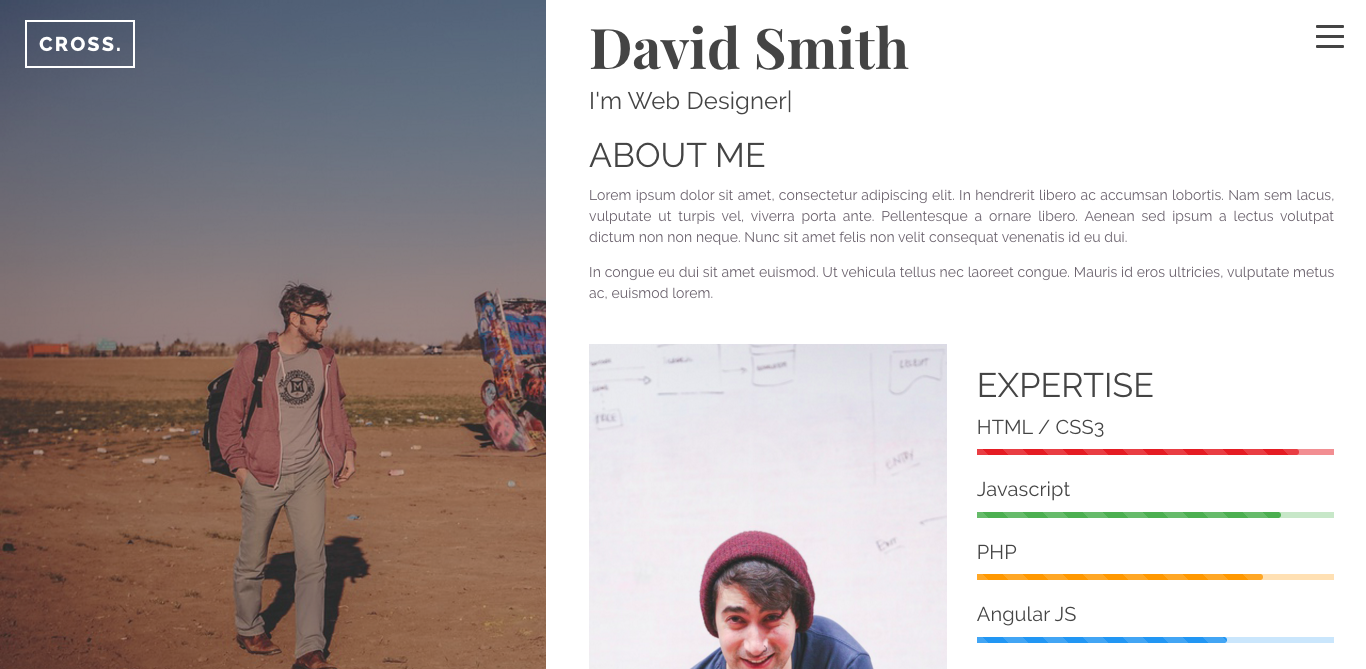 CROSS.
David Smith
I'm Web Designer|
ABOUT ME
Lorem ipsum dolor sit amet, consectetur adipiscing elit. In hendrerit libero ac accumsan lobortis. Nam sem lacus,
vulputate ut turpis vel, viverra porta ante. Pellentesque a ornare libero. Aenean sed ipsum a lectus volutpat
dictum non non neque. Nunc sit amet felis non velit consequat venenatis id eu dui.
In congue eu dui sit amet euismod. Ut vehicula tellus nec laoreet congue. Mauris id eros ultricies, vulputate metus
ac, euismod lorem.
EXPERTISE
HTML / CSS3
Javascript
PHP
Angular JS
ENTRY
EXIT